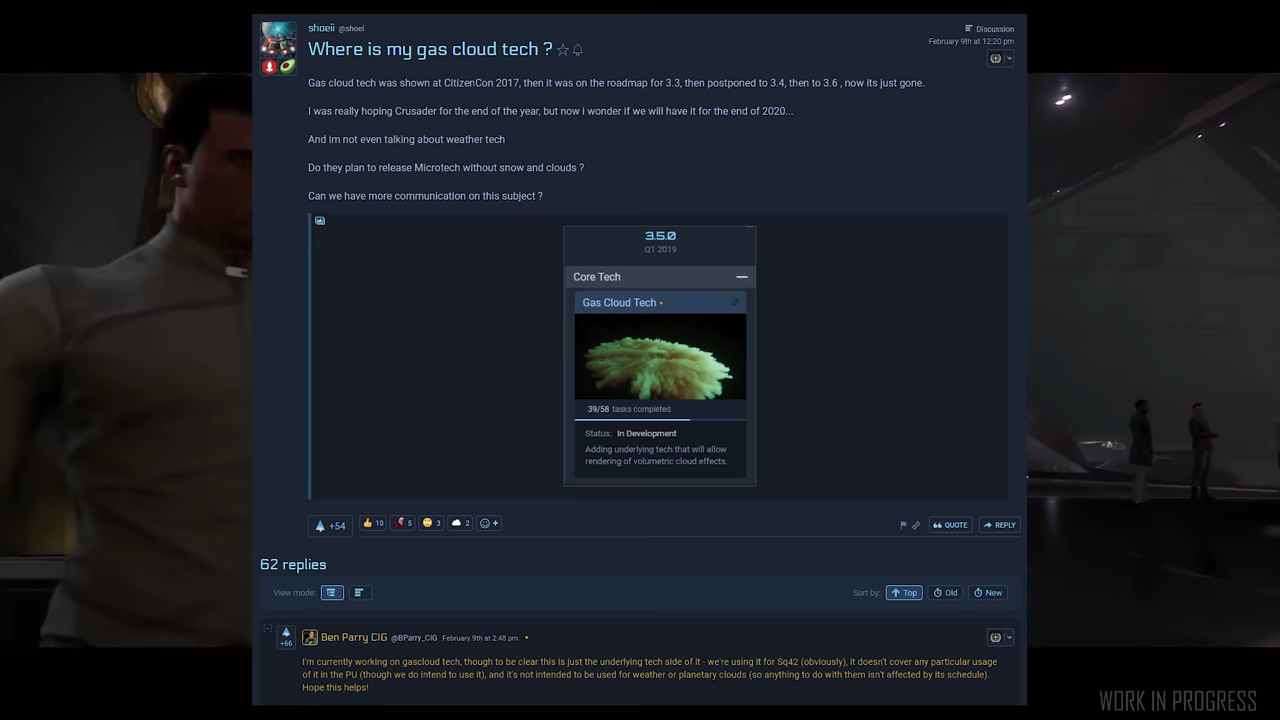 shoeii @shoei
Discussion
Where is my gas cloud tech ?
February 9th at 12:20 pm
Gas cloud tech was shown at CitizenCon 2017, then it was on the roadmap for 3.3, then postponed to 3.4, then to 3.6 , now its just gone.
I was really hoping Crusader for the end of the year, but now i wonder if we will have it for the end of 2020...
And im not even talking about weather tech
Do they plan to release Microtech without snow and clouds ?
Can we have more communication on this subject ?
3.5.0
Q1 2019
Core Tech
Gas Cloud Tech
39/58 tasks completed
Status: In Development
Adding underlying tech that will allow
rendering of volumetric cloud effects.
+54
10
5
3
2
+
QUOTE
REPLY
62 replies
View mode:
Sort by: Top Old New
+66
Ben Parry CIG @BParry_CIG February 9th at 2:48 pm
I'm currently working on gascloud tech, though to be clear this is just the underlying tech side of it - we're using it for Sq42 (obviously), it doesn't cover any particular usage
of it in the PU (though we do intend to use it), and it's not intended to be used for weather or planetary clouds (so anything to do with them isn't affected by its schedule).
Hope this helps!
WORK IN PROGRESS